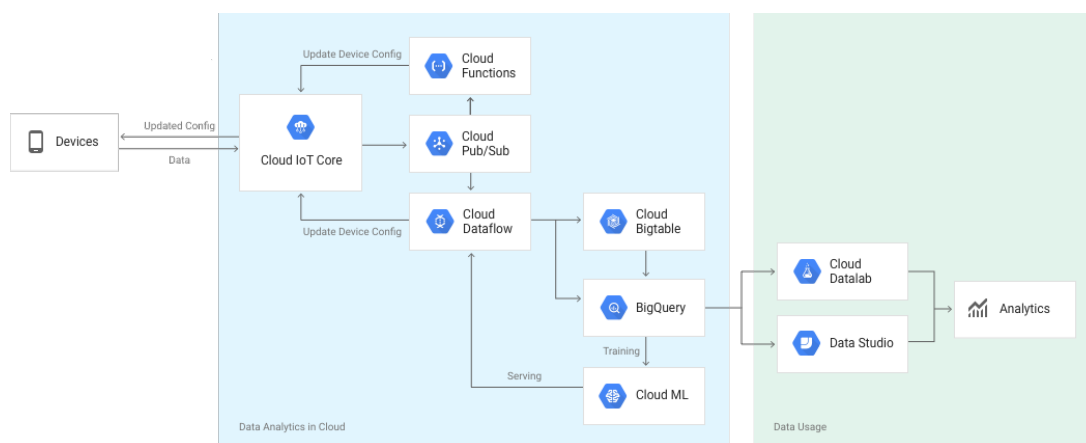 Update Device Config
Cloud
Functions
Updated Config
Devices
Data
Cloud IoT Core
Cloud
Pub/Sub
Update Device Config
Cloud
Dataflow
Cloud
Bigtable
BigQuery
Training
Serving
Cloud ML
Data Analytics in Cloud
Cloud
Datalab
Data Studio
Analytics
Data Usage